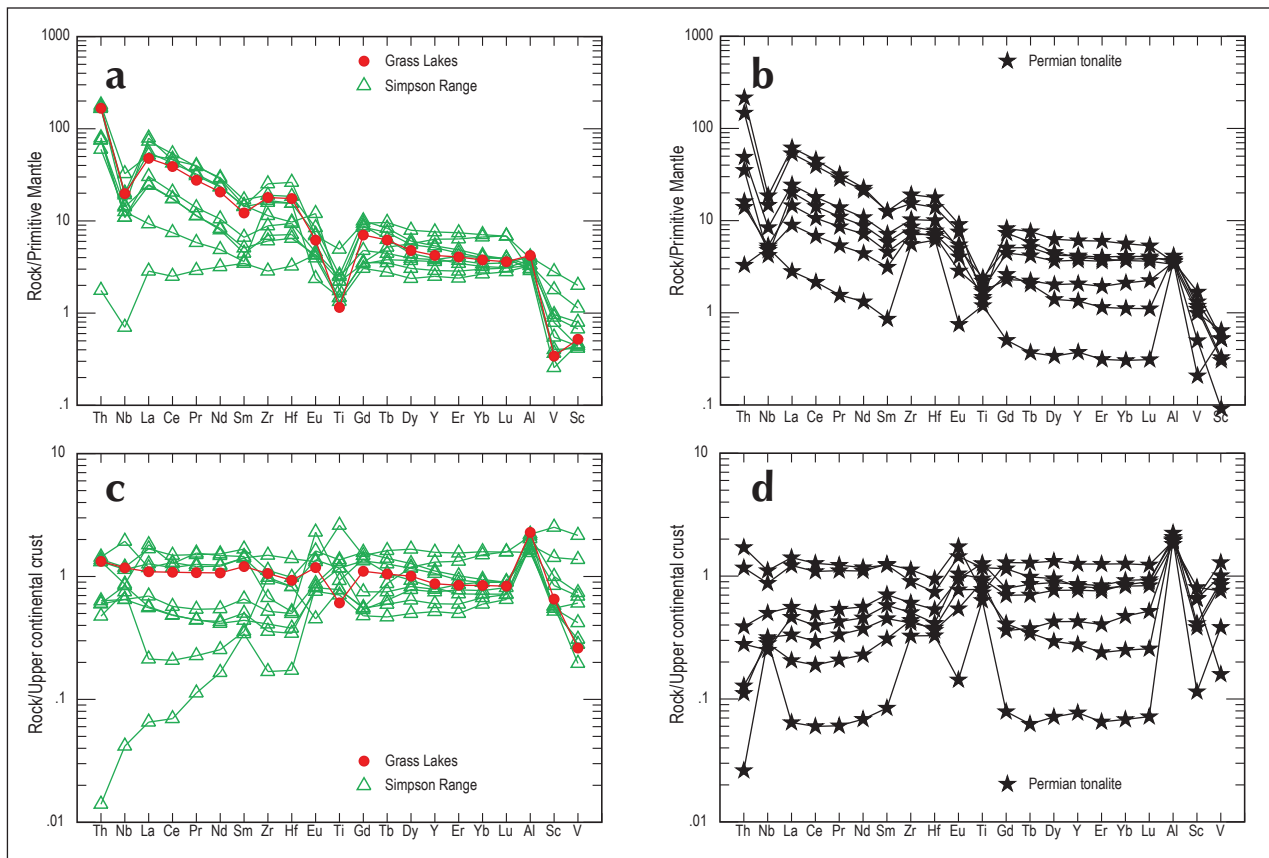 a
Grass Lakes
Simpson Range
Rock/Primitive Mantle
1000
100
10
1
.1
Th Nb La Ce Pr Nd Sm Zr Hf Eu Ti Gd Tb Dy Y Er Yb Lu Al V Sc
b
Permian tonalite
Rock/Primitive Mantle
1000
100
10
1
.1
Th Nb La Ce Pr Nd Sm Zr Hf Eu Ti Gd Tb Dy Y Er Yb Lu Al V Sc
c
Rock/Upper continental crust
10
1
.1
.01
Grass Lakes
Simpson Range
Th Nb La Ce Pr Nd Sm Zr Hf Eu Ti Gd Tb Dy Y Er Yb Lu Al Sc V
d
Rock/Upper continental crust
10
1
.1
.01
Permian tonalite
Th Nb La Ce Pr Nd Sm Zr Hf Eu Ti Gd Tb Dy Y Er Yb Lu Al Sc V